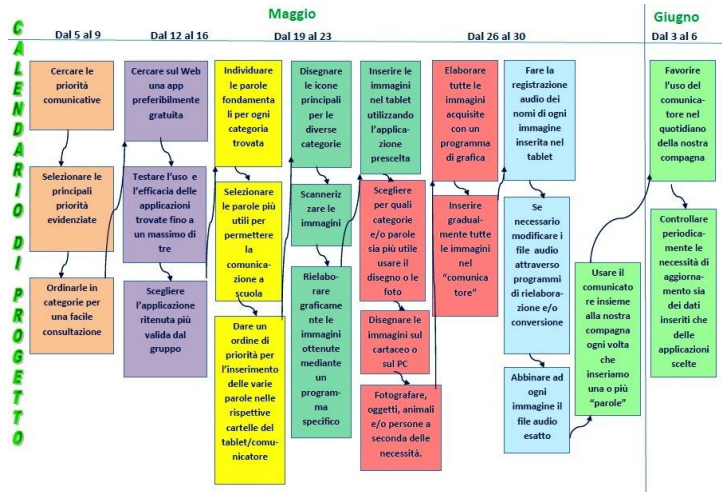 CALENDARIO DI PROGETTO
Maggio
Giugno
Dal 5 al 9
Dal 12 al 16
Dal 19 al 23
Dal 26 al 30
Dal 3 al 6
Cercare le
priorità
comunicative
Selezionare le
principali
priorità
evidenziate
Ordinarle in
categorie per una
facile
consultazione
Cercare sul Web
una app
preferibilmente
gratuita
Testare l'uso e
l'efficacia delle
applicazioni
trovate fino a
un massimo di
tre
Scegliere
l'applicazione
ritenuta più
valida dal
gruppo
Individuare
le parole
fondamenta
li per ogni
categoria
trovata
Selezionare
le parole più
utili per
permettere
la
comunicazion
e a
scuola
Dare un
ordine di
priorità per
l'inserimento
delle varie
parole nelle
rispettive
cartelle del
tablet/comu-
nicatore
Disegnare
le icone
principali
per le
diverse
categorie
Scanneriz
zare le
immagini
Rielabo-
rare
graficame
nte le
immagini
ottenute
mediante
un
program-
ma
specifico
Inserire le
immagini
nel tablet
utilizzando
l'applica-
zione
prescelta
Scegliere
per quali
categorie
e/o parole
sia più utile
usare il
disegno o le
foto
Disegnare le
immagini sul
cartaceo o
sul PC
Fotografare,
oggetti, animali
e/o persone a
seconda delle
necessità.
Elaborare
tutte le
immagini
acquisite
con un
programma
di grafica
Inserire
gradual-
mente tutte
le immagini
nel
"comunica
tore"
Fare la
registrazione
audio dei
nomi di ogni
immagine
inserita nel
tablet
Se
necessario
modificare i
file audio
attraverso
programmi
di rielabora-
zione e/o
conversione
Abbinare ad
ogni
immagine il
file audio
esatto
Usare il
comunicato
re insieme
alla nostra
compagna
ogni volta
che
inseriamo
una o più
"parole"
Favorire
l'uso del
comunica-
tore nel
quotidiano
della nostra
compagna
Controllare
periodica-
mente le
necessità di
aggiorna-
mento sia
dei dati
inseriti che
delle
applicazioni
scelte